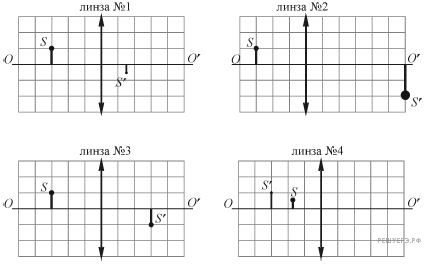 линза №1
линза №2
S
S
O
O′
O
O′
S′
S′
линза №3
линза №4
S
S′
S
O
O′
O
O′
S′
РЕШУЕГЭ.РФ